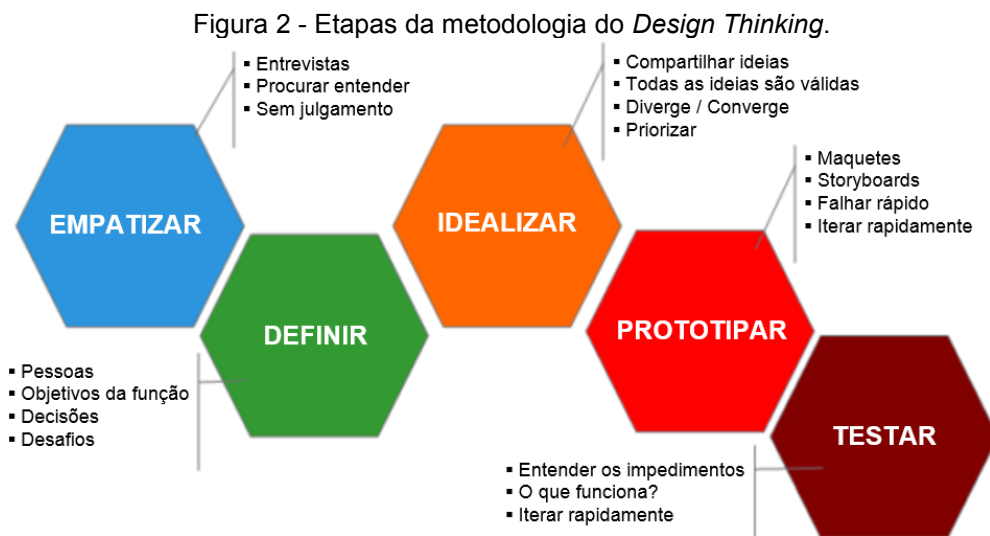 Figura 2 - Etapas da metodologia do Design Thinking.
▪ Entrevistas
▪ Procurar entender
▪ Sem julgamento
EMPATIZAR
▪ Pessoas
▪ Objetivos da função
▪ Decisões
▪ Desafios
DEFINIR
▪ Compartilhar ideias
▪ Todas as ideias são válidas
▪ Diverge / Converge
▪ Priorizar
IDEALIZAR
▪ Maquetes
▪ Storyboards
▪ Falhar rápido
▪ Iterar rapidamente
PROTOTIPAR
▪ Entender os impedimentos
▪ O que funciona?
▪ Iterar rapidamente
TESTAR